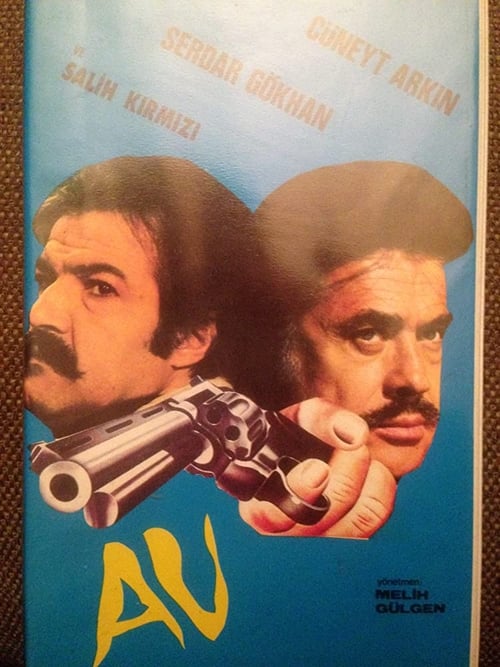 CÜNEYT ARKIN
SERDAR GÖKHAN
VE
SALİH KIRMIZI
AV
yönetmen:
MELİH
GÜLGEN